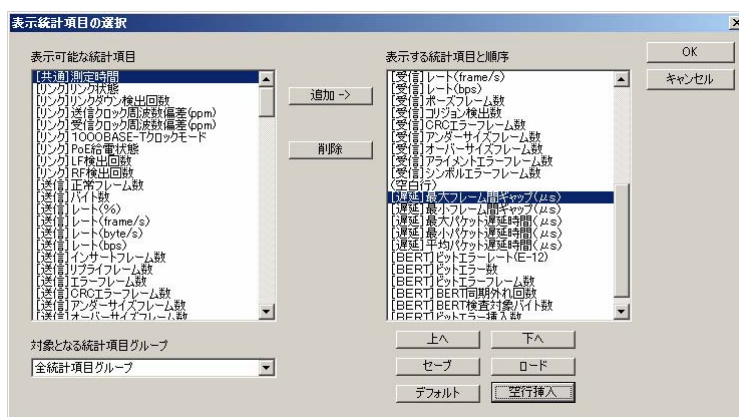 表示統計項目の選択
表示可能な統計項目
[共通]測定時間
[リンク]リンク状態
[リンク]リンクダウン検出回数
[リンク]送信クロック周波数偏差(ppm)
[リンク]受信クロック周波数偏差(ppm)
[リンク]1000BASE-Tクロックモード
[リンク]PoE給電状態
[リンク]LF検出回数
[リンク]RF検出回数
[送信]正常フレーム数
[送信]バイト数
[送信]レート(%)
[送信]レート(frame/s)
[送信]レート(byte/s)
[送信]レート(bps)
[送信]インサートフレーム数
[送信]リプライフレーム数
[送信]エラーフレーム数
[送信]CRCエラーフレーム数
[送信]アンダーサイズフレーム数
[送信]オーバーサイズフレーム数
対象となる統計項目グループ
全統計項目グループ
追加 ->
削除
表示する統計項目と順序
[受信]レート(frame/s)
[受信]レート(bps)
[受信]ポーズフレーム数
[受信]コリジョン検出数
[受信]CRCエラーフレーム数
[受信]アンダーサイズフレーム数
[受信]オーバーサイズフレーム数
[受信]アライメントエラーフレーム数
[受信]シンボルエラーフレーム数
(空白行)
[遅延]最大フレーム間ギャップ(μs)
[遅延]最小フレーム間ギャップ(μs)
[遅延]最大パケット遅延時間(μs)
[遅延]最小パケット遅延時間(μs)
[遅延]平均パケット遅延時間(μs)
[BERT]ビットエラーレート(E-12)
[BERT]ビットエラー数
[BERT]ビットエラーフレーム数
[BERT]BERT同期外れ回数
[BERT]BERT検査対象バイト数
[BERT]ビットエラー挿入数
上へ
下へ
セーブ
ロード
デフォルト
空行挿入
OK
キャンセル